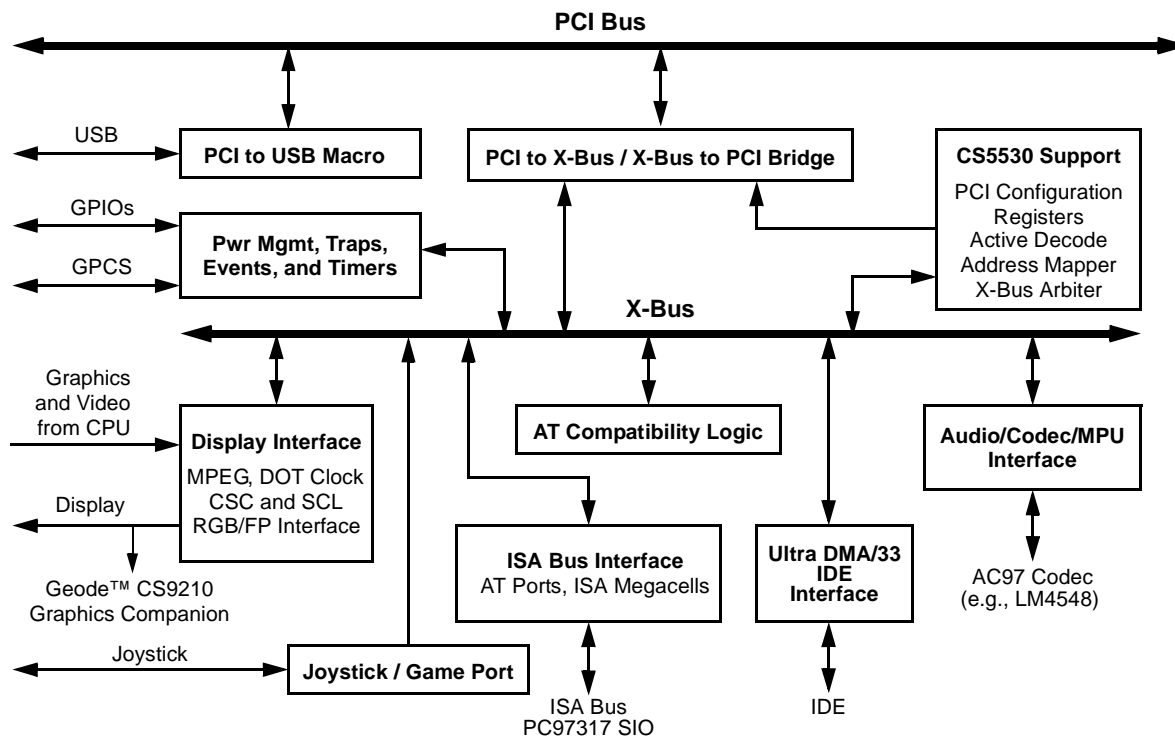 PCI Bus
USB
PCI to USB Macro
PCI to X-Bus / X-Bus to PCI Bridge
CS5530 Support
PCI Configuration
Registers
Active Decode
Address Mapper
X-Bus Arbiter
GPIOs
GPCS
Pwr Mgmt, Traps,
Events, and Timers
X-Bus
Graphics
and Video
from CPU
Display
Display Interface
MPEG, DOT Clock
CSC and SCL
RGB/FP Interface
Geode™ CS9210
Graphics Companion
AT Compatibility Logic
Audio/Codec/MPU
Interface
ISA Bus Interface
AT Ports, ISA Megacells
Ultra DMA/33
IDE
Interface
AC97 Codec
(e.g., LM4548)
Joystick
Joystick / Game Port
ISA Bus
PC97317 SIO
IDE